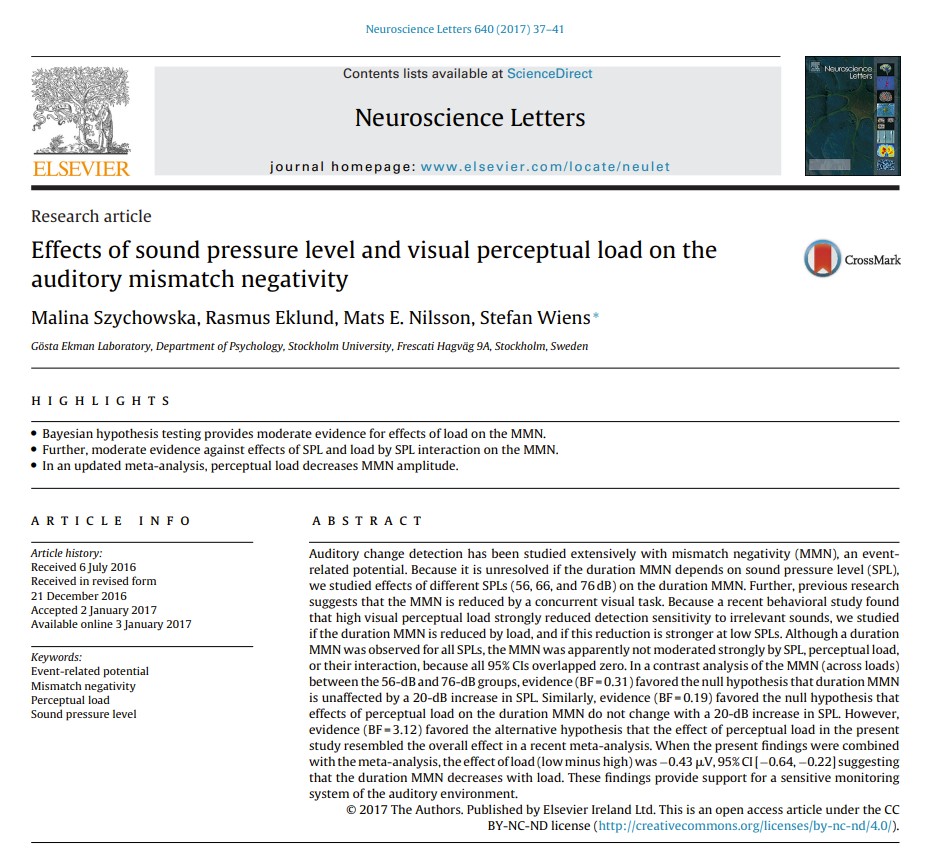 Neuroscience Letters 640 (2017) 37–41
Contents lists available at ScienceDirect
Neuroscience Letters
journal homepage: www.elsevier.com/locate/neulet
ELSEVIER
Neuroscience
Letters
Research article
Effects of sound pressure level and visual perceptual load on the
auditory mismatch negativity
CrossMark
Malina Szychowska, Rasmus Eklund, Mats E. Nilsson, Stefan Wiens*
Gösta Ekman Laboratory, Department of Psychology, Stockholm University, Frescati Hagväg 9A, Stockholm, Sweden
HIGHLIGHTS
• Bayesian hypothesis testing provides moderate evidence for effects of load on the MMN.
• Further, moderate evidence against effects of SPL and load by SPL interaction on the MMN.
• In an updated meta-analysis, perceptual load decreases MMN amplitude.
ARTICLE INFO
Article history:
Received 6 July 2016
Received in revised form
21 December 2016
Accepted 2 January 2017
Available online 3 January 2017
Keywords:
Event-related potential
Mismatch negativity
Perceptual load
Sound pressure level
ABSTRACT
Auditory change detection has been studied extensively with mismatch negativity (MMN), an event-
related potential. Because it is unresolved if the duration MMN depends on sound pressure level (SPL),
we studied effects of different SPLs (56, 66, and 76 dB) on the duration MMN. Further, previous research
suggests that the MMN is reduced by a concurrent visual task. Because a recent behavioral study found
that high visual perceptual load strongly reduced detection sensitivity to irrelevant sounds, we studied
if the duration MMN is reduced by load, and if this reduction is stronger at low SPLs. Although a duration
MMN was observed for all SPLs, the MMN was apparently not moderated strongly by SPL, perceptual load,
or their interaction, because all 95% CIs overlapped zero. In a contrast analysis of the MMN (across loads)
between the 56-dB and 76-dB groups, evidence (BF = 0.31) favored the null hypothesis that duration MMN
is unaffected by a 20-dB increase in SPL. Similarly, evidence (BF = 0.19) favored the null hypothesis that
effects of perceptual load on the duration MMN do not change with a 20-dB increase in SPL. However,
evidence (BF = 3.12) favored the alternative hypothesis that the effect of perceptual load in the present
study resembled the overall effect in a recent meta-analysis. When the present findings were combined
with the meta-analysis, the effect of load (low minus high) was −0.43 μV, 95% CI [−0.64, −0.22] suggesting
that the duration MMN decreases with load. These findings provide support for a sensitive monitoring
system of the auditory environment.
© 2017 The Authors. Published by Elsevier Ireland Ltd. This is an open access article under the CC
BY-NC-ND license (http://creativecommons.org/licenses/by-nc-nd/4.0/).